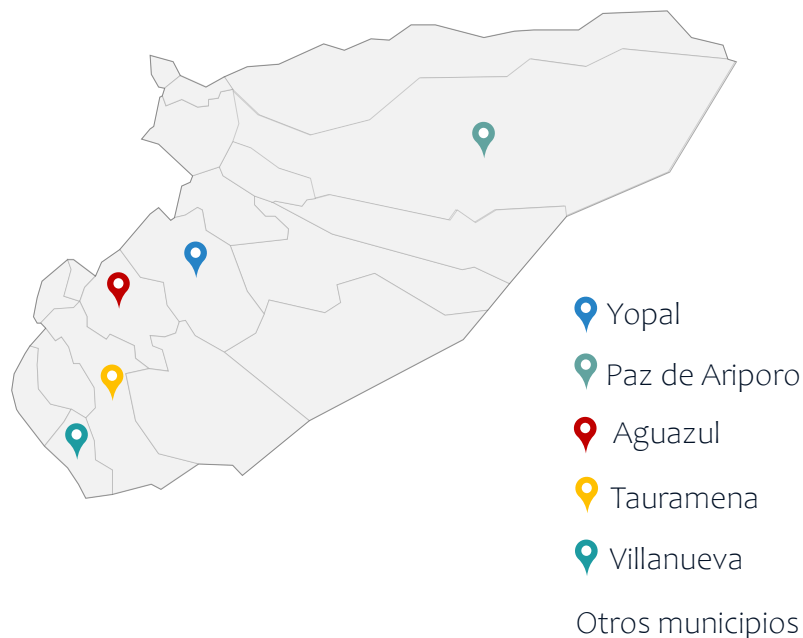 Yopal
Paz de Ariporo
Aguazul
Tauramena
Villanueva
Otros municipios